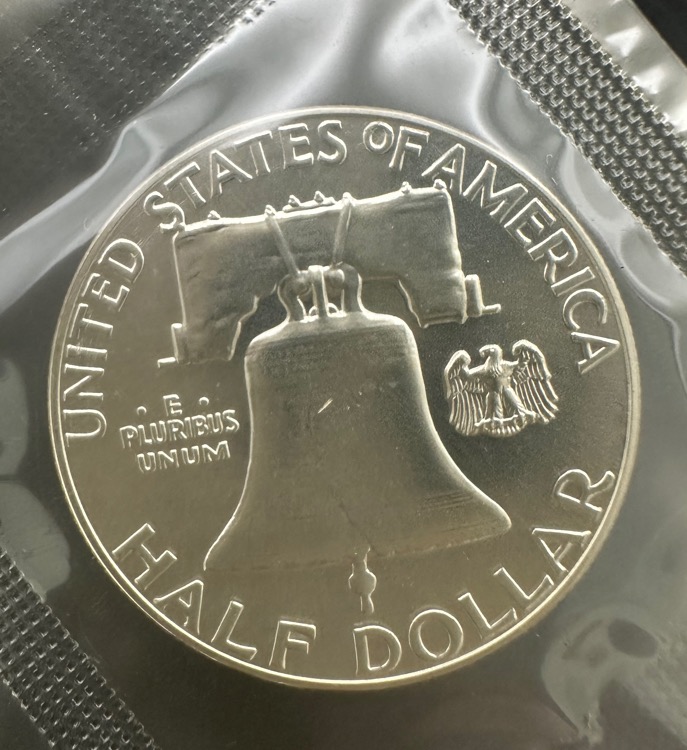 UNITED STATES OF AMERICA
· E ·
PLURIBUS
UNUM
HALF DOLLAR